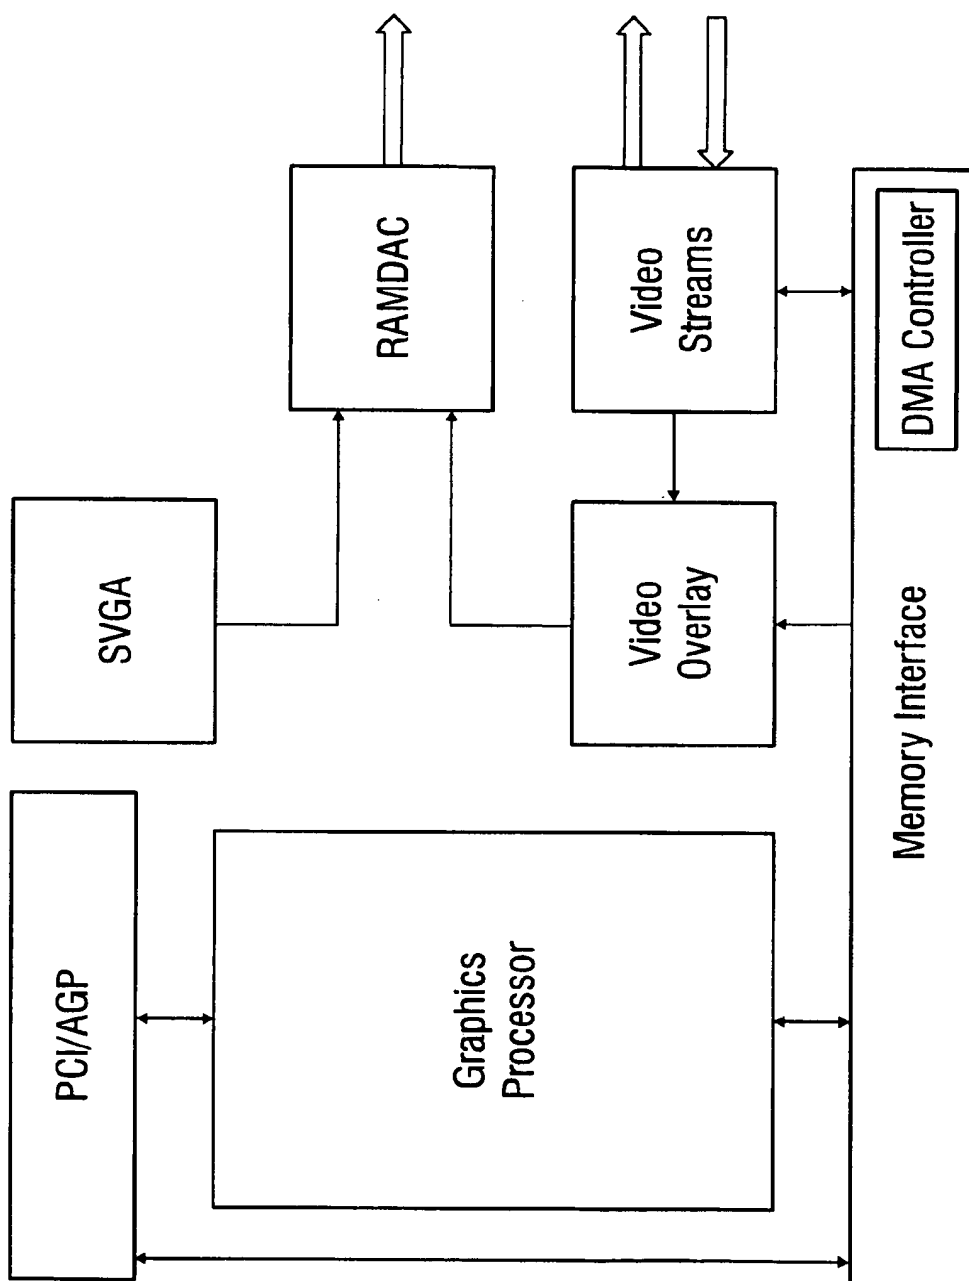 PCI/AGP
SVGA
Graphics
Processor
RAMDAC
Video
Overlay
Video
Streams
Memory Interface
DMA Controller